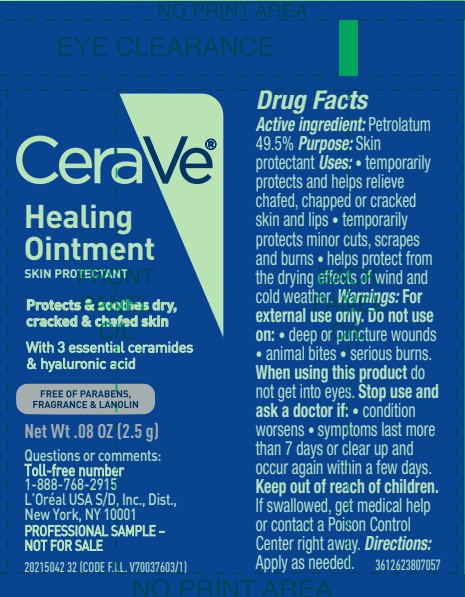 NO PRINT AREA
EYE CLEARANCE
CeraVe®
Healing
Ointment
SKIN PROTECTANT
Protects & soothes dry,
cracked & chafed skin
With 3 essential ceramides
& hyaluronic acid
FREE OF PARABENS,
FRAGRANCE & LANOLIN
Net Wt .08 OZ (2.5 g)
Questions or comments:
Toll-free number
1-888-768-2915
L'Oréal USA S/D, Inc., Dist.,
New York, NY 10001
PROFESSIONAL SAMPLE –
NOT FOR SALE
20215042 32 (CODE F.I.L. V70037603/1)
Drug Facts
Active ingredient: Petrolatum
49.5% Purpose: Skin
protectant Uses: • temporarily
protects and helps relieve
chafed, chapped or cracked
skin and lips • temporarily
protects minor cuts, scrapes
and burns • helps protect from
the drying effects of wind and
cold weather. Warnings: For
external use only. Do not use
on: • deep or puncture wounds
• animal bites • serious burns.
When using this product do
not get into eyes. Stop use and
ask a doctor if: • condition
worsens • symptoms last more
than 7 days or clear up and
occur again within a few days.
Keep out of reach of children.
If swallowed, get medical help
or contact a Poison Control
Center right away. Directions:
Apply as needed. 3612623807057
FRONT
NO PRINT AREA